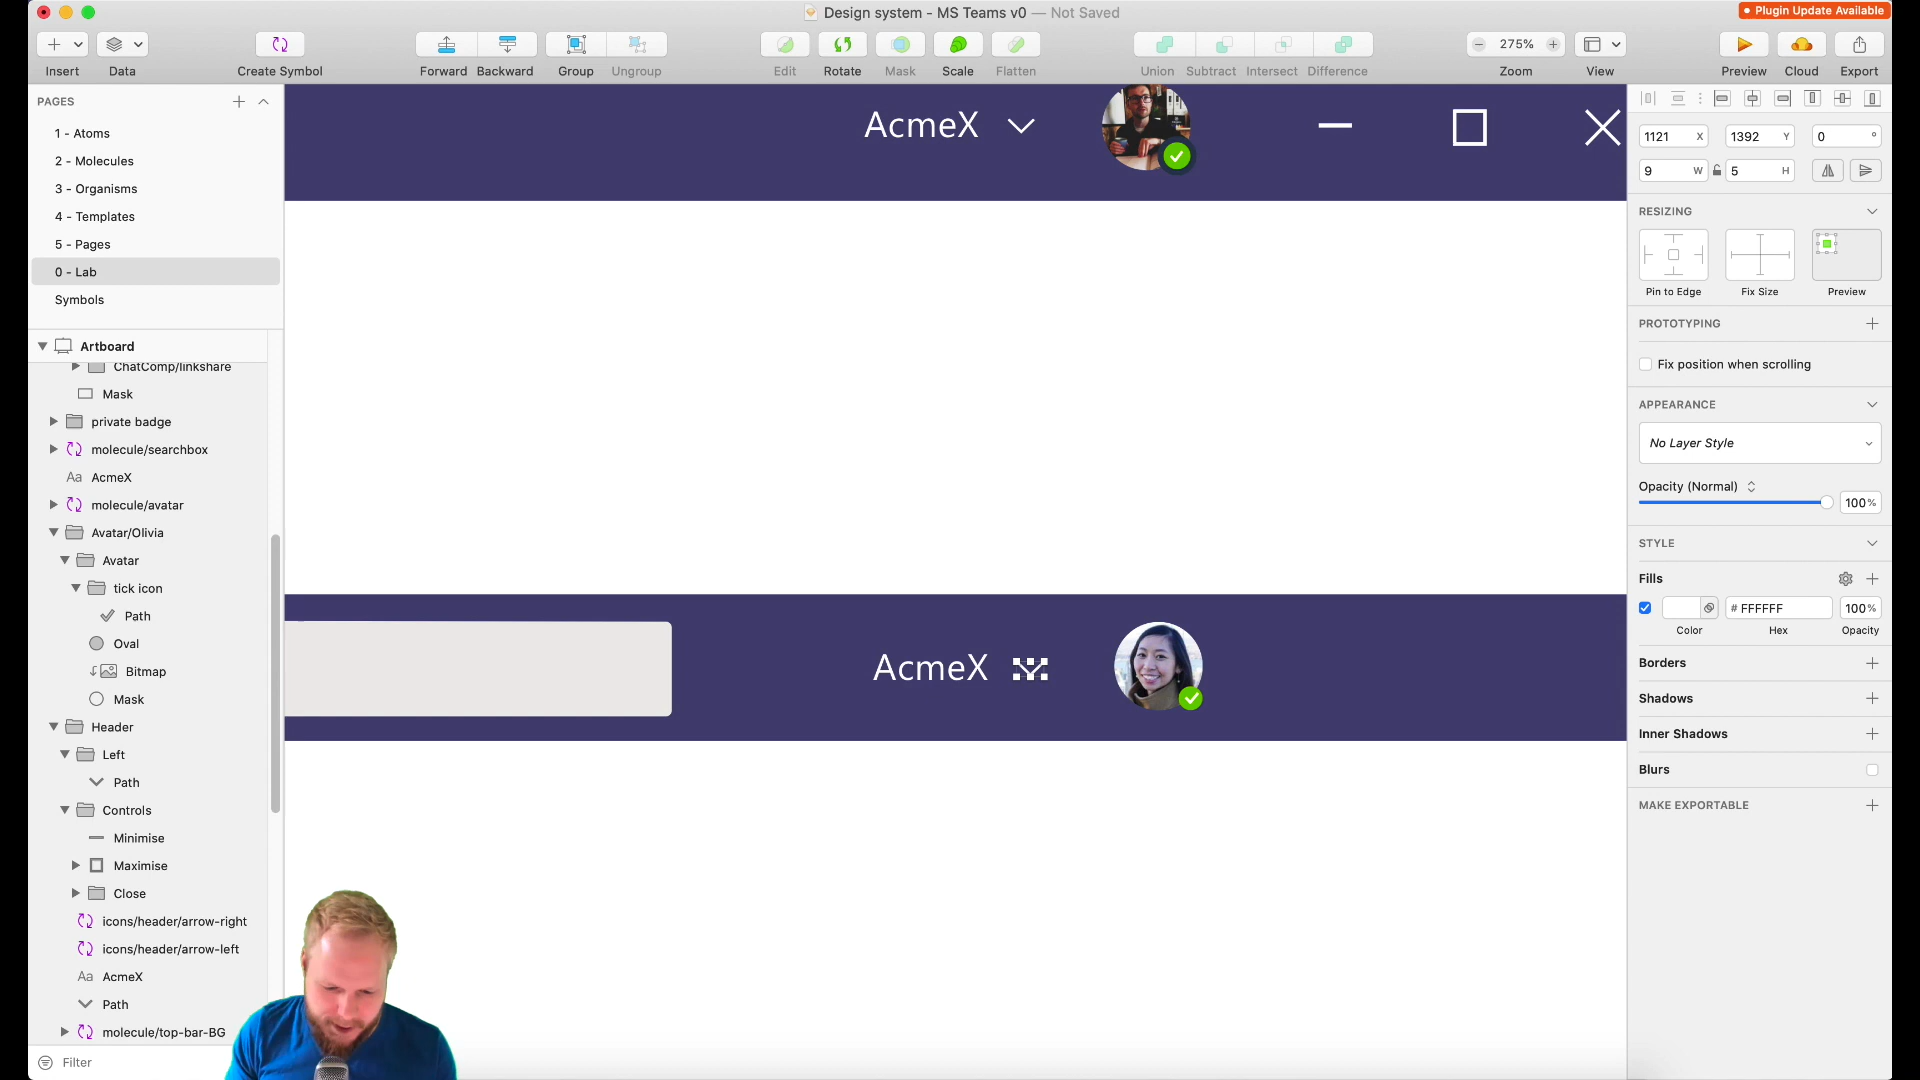 Design system - MS Teams v0 — Not Saved
Plugin Update Available
275%
Insert
Data
Create Symbol
Forward
Backward
Group
Ungroup
Edit
Rotate
Mask
Scale
Flatten
Union
Subtract
Intersect
Difference
Zoom
View
Preview
Cloud
Export
PAGES
1 - Atoms
2 - Molecules
3 - Organisms
4 - Templates
5 - Pages
0 - Lab
Symbols
Artboard
ChatComp/linkshare
Mask
private badge
molecule/searchbox
Aa AcmeX
molecule/avatar
Avatar/Olivia
Avatar
tick icon
Path
Oval
Bitmap
Mask
Header
Left
Path
Controls
Minimise
Maximise
Close
icons/header/arrow-right
icons/header/arrow-left
Aa AcmeX
Path
molecule/top-bar-BG
Filter
AcmeX
AcmeX
1121 X
1392 Y
0 °
9 W
5 H
RESIZING
Pin to Edge
Fix Size
Preview
PROTOTYPING
Fix position when scrolling
APPEARANCE
No Layer Style
Opacity (Normal)
100%
STYLE
Fills
# FFFFFF
100%
Color
Hex
Opacity
Borders
Shadows
Inner Shadows
Blurs
MAKE EXPORTABLE